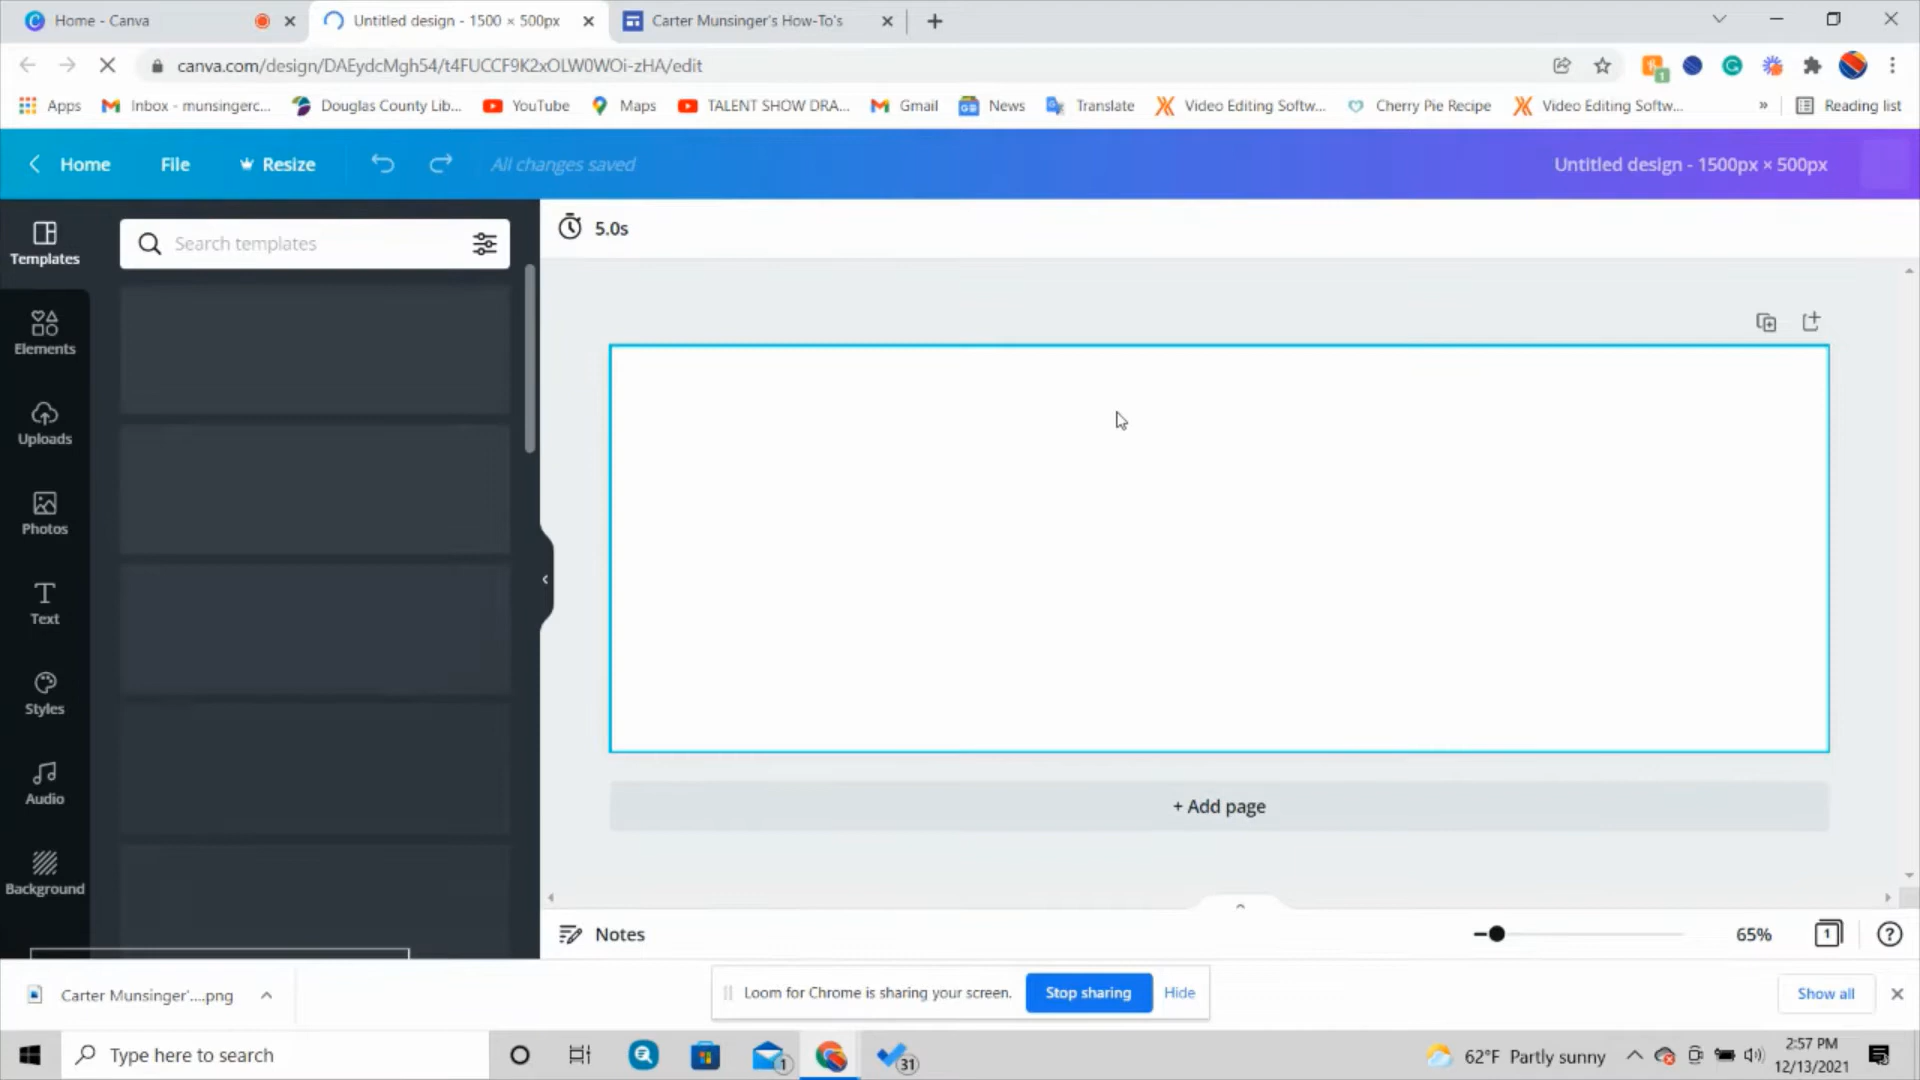 Home - Canva
Untitled design - 1500 × 500px
Carter Munsinger's How-To's
canva.com/design/DAEydcMgh54/t4FUCCF9K2xOLW0WOi-zHA/edit
Apps
Inbox - munsingerc...
Douglas County Lib...
YouTube
Maps
TALENT SHOW DRA...
Gmail
News
Translate
Video Editing Softw...
Cherry Pie Recipe
Video Editing Softw...
»
Reading list
Home
File
Resize
All changes saved
Untitled design - 1500px × 500px
Templates
Search templates
5.0s
Elements
Uploads
Photos
Text
Styles
Audio
Background
+ Add page
Notes
65%
1
?
Carter Munsinger'....png
Loom for Chrome is sharing your screen.
Stop sharing
Hide
Show all
Type here to search
1
31
62°F Partly sunny
2:57 PM
12/13/2021